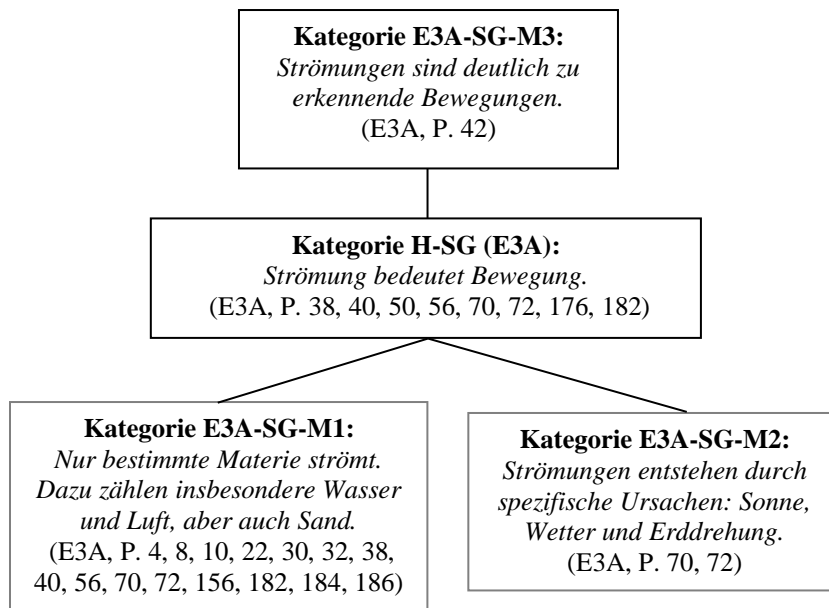 Kategorie E3A-SG-M3:
Strömungen sind deutlich zu
erkennende Bewegungen.
(E3A, P. 42)
Kategorie H-SG (E3A):
Strömung bedeutet Bewegung.
(E3A, P. 38, 40, 50, 56, 70, 72, 176, 182)
Kategorie E3A-SG-M1:
Nur bestimmte Materie strömt.
Dazu zählen insbesondere Wasser
und Luft, aber auch Sand.
(E3A, P. 4, 8, 10, 22, 30, 32, 38,
40, 56, 70, 72, 156, 182, 184, 186)
Kategorie E3A-SG-M2:
Strömungen entstehen durch
spezifische Ursachen: Sonne,
Wetter und Erddrehung.
(E3A, P. 70, 72)